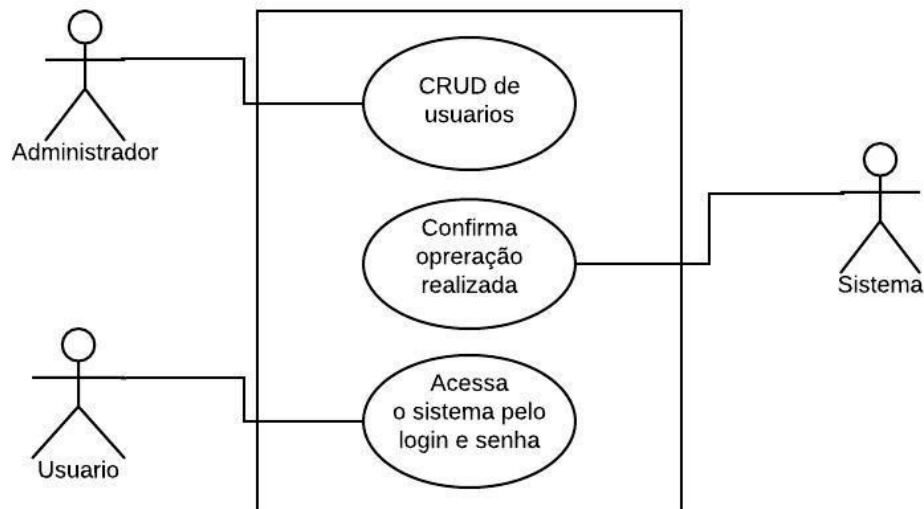 CRUD de
usuarios
Administrador
Confirma
opreração
realizada
Sistema
Acessa
o sistema pelo
login e senha
Usuario